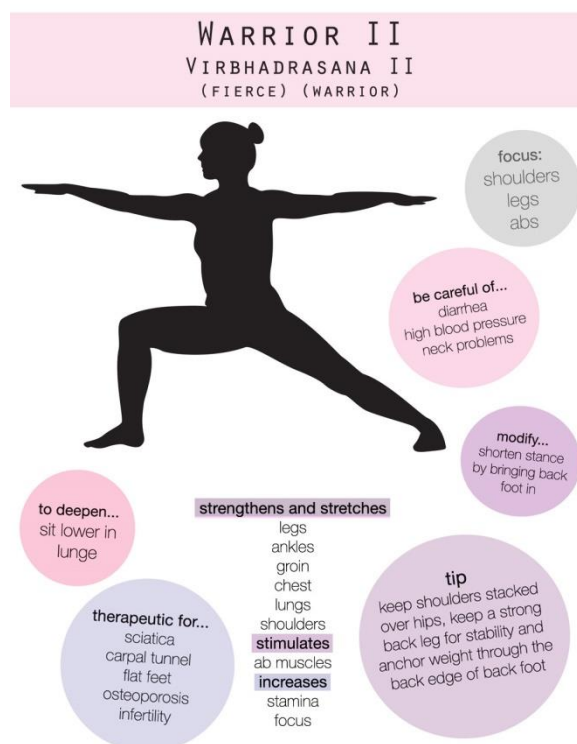 WARRIOR II
VIRBHADRASANA II
(FIERCE) (WARRIOR)
focus:
shoulders
legs
abs
be careful of...
diarrhea
high blood pressure
neck problems
modify...
shorten stance
by bringing back
foot in
to deepen...
sit lower in
lunge
strengthens and stretches
legs
ankles
groin
chest
lungs
shoulders
stimulates
ab muscles
increases
stamina
focus
therapeutic for...
sciatica
carpal tunnel
flat feet
osteoporosis
infertility
tip
keep shoulders stacked
over hips, keep a strong
back leg for stability and
anchor weight through the
back edge of back foot